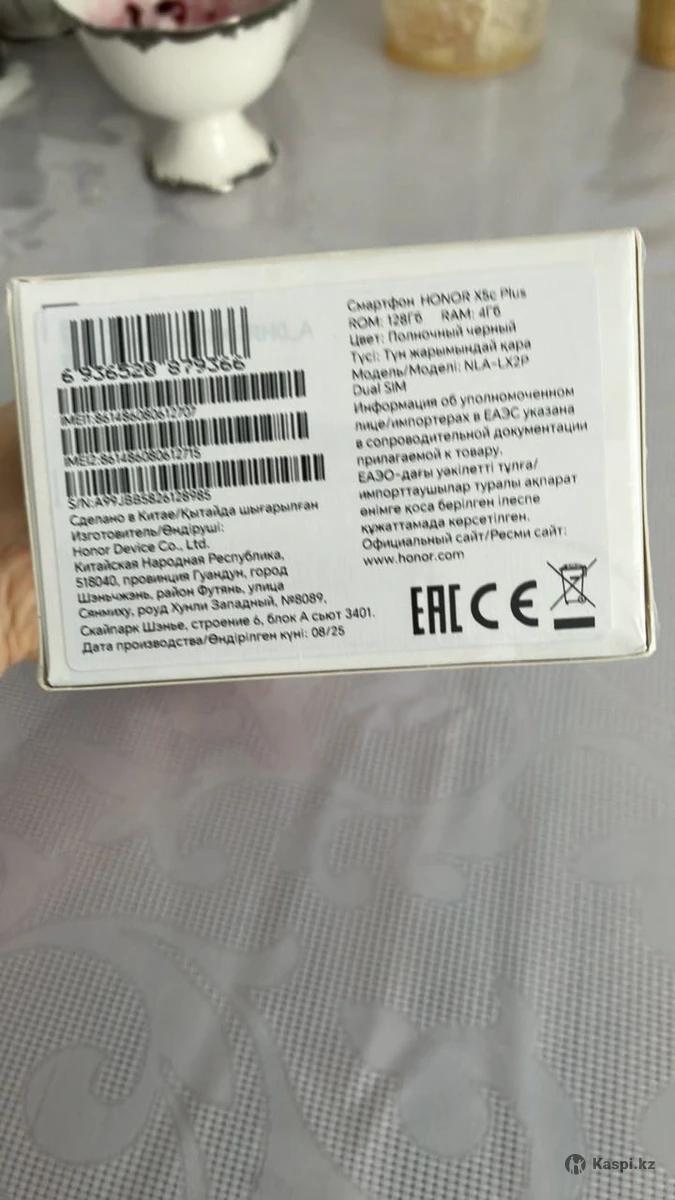 6 936520 879366
IMEI1:861486080612707
IMEI2:861486080612715
S/N:A99JBB5826128985
Сделано в Китае/Қытайда шығарылған
Изготовитель/Өндіруші:
Honor Device Co., Ltd.
Китайская Народная Республика,
518040, провинция Гуандун, город
Шэньчжэнь, район Футянь, улица
Сянмиху, роуд Хунли Западный, №8089,
Скайпарк Шэнье, строение 6, блок А сьют 3401.
Дата производства/Өндірілген күні: 08/25
Смартфон HONOR X5c Plus
ROM: 128Гб RAM: 4Гб
Цвет: Полночный черный
Түсі: Түн жарымындай қара
Модель/Моделі: NLA-LX2P
Dual SIM
Информация об уполномоченном
лице/импортерах в ЕАЭС указана
в сопроводительной документации
прилагаемой к товару.
ЕАЭО-дағы уәкілетті тұлға/
импорттаушылар туралы ақпарат
өнімге қоса берілген ілеспе
құжаттамада көрсетілген.
Официальный сайт/Ресми сайт:
www.honor.com
EAC CE
Kaspi.kz